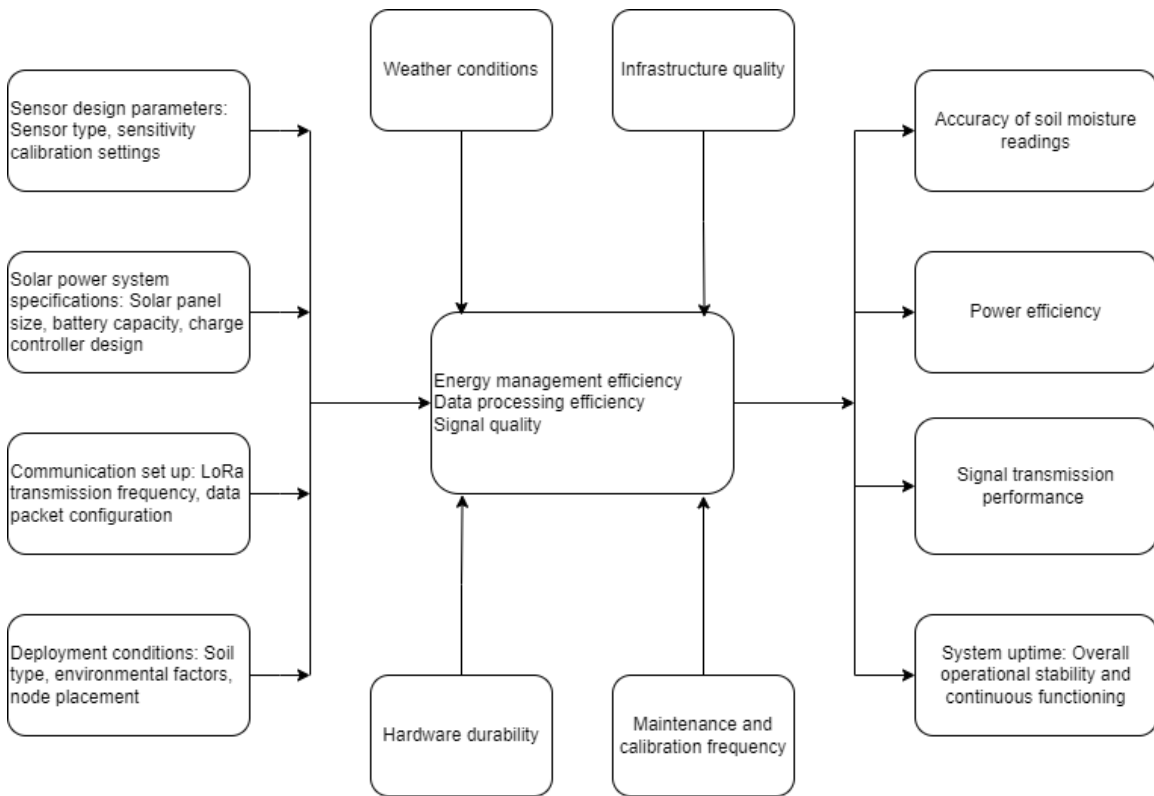 Weather conditions
Infrastructure quality
Sensor design parameters:
Sensor type, sensitivity
calibration settings
Accuracy of soil moisture
readings
Solar power system
specifications: Solar panel
size, battery capacity, charge
controller design
Power efficiency
Energy management efficiency
Data processing efficiency
Signal quality
Communication set up: LoRa
transmission frequency, data
packet configuration
Signal transmission
performance
Deployment conditions: Soil
type, environmental factors,
node placement
System uptime: Overall
operational stability and
continuous functioning
Hardware durability
Maintenance and
calibration frequency